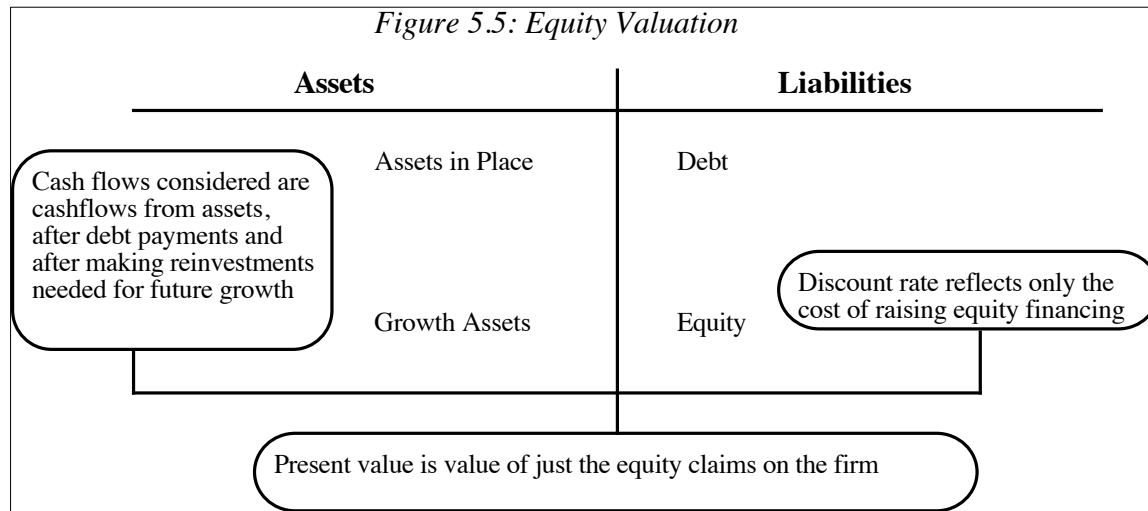 Figure 5.5: Equity Valuation
Assets
Liabilities
Assets in Place
Debt
Cash flows considered are
cashflows from assets,
after debt payments and
after making reinvestments
needed for future growth
Growth Assets
Equity
Discount rate reflects only the
cost of raising equity financing
Present value is value of just the equity claims on the firm